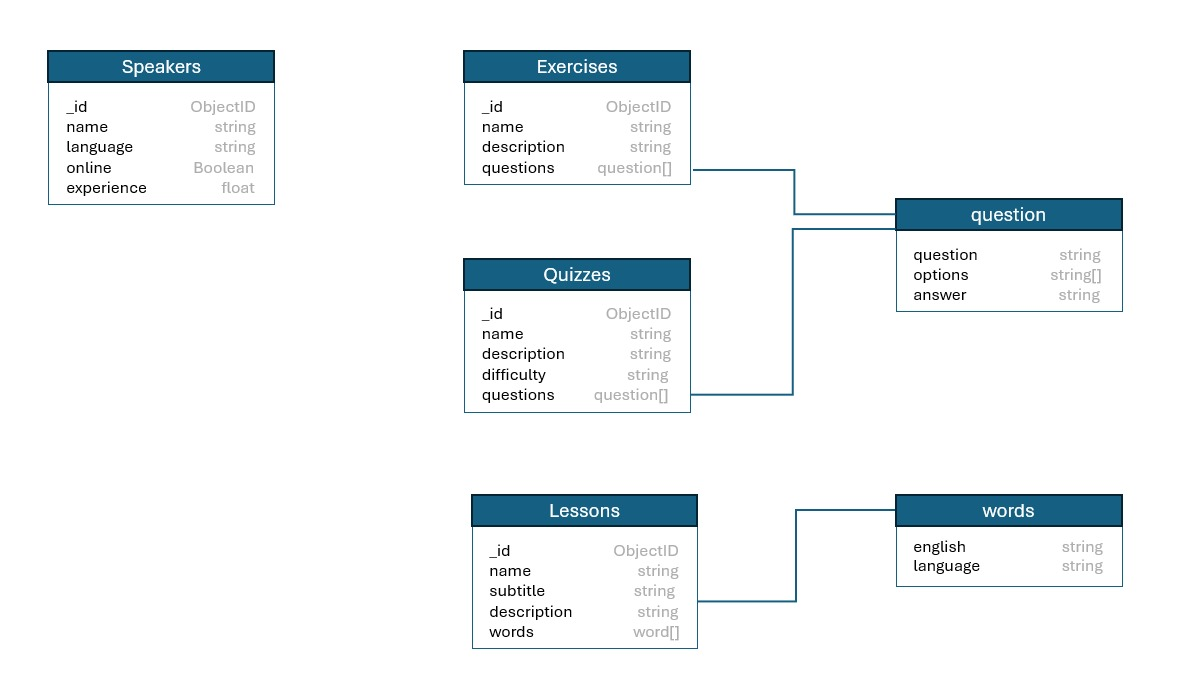 Speakers
_id ObjectID
name string
language string
online Boolean
experience float
Exercises
_id ObjectID
name string
description string
questions question[]
Quizzes
_id ObjectID
name string
description string
difficulty string
questions question[]
question
question string
options string[]
answer string
Lessons
_id ObjectID
name string
subtitle string
description string
words word[]
words
english string
language string